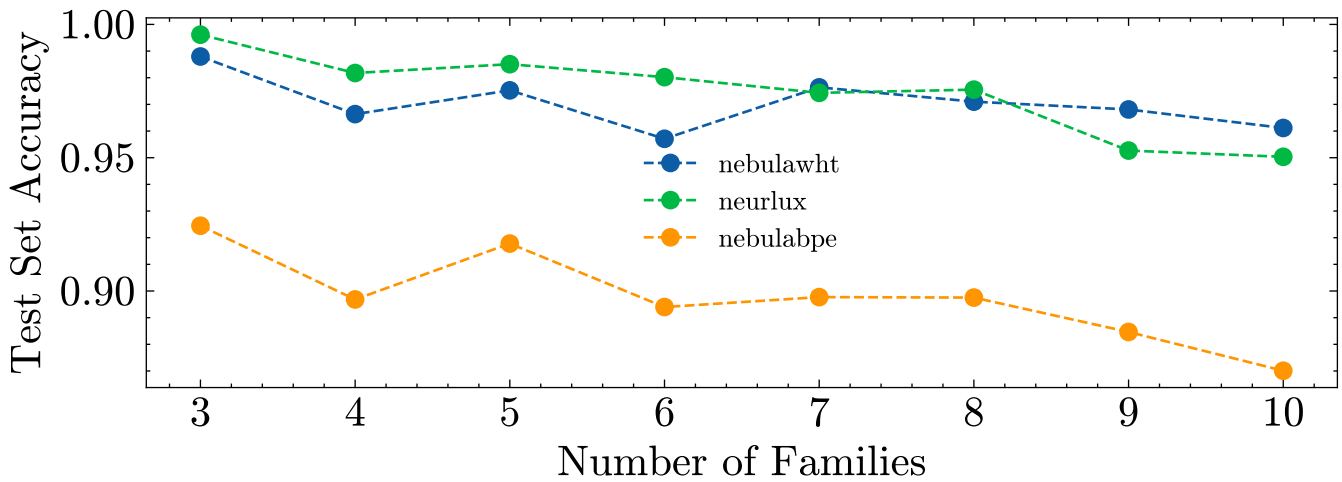 1.00
0.95
0.90
Test Set Accuracy
nebulawht
neurlux
nebulabpe
3 4 5 6 7 8 9 10
Number of Families